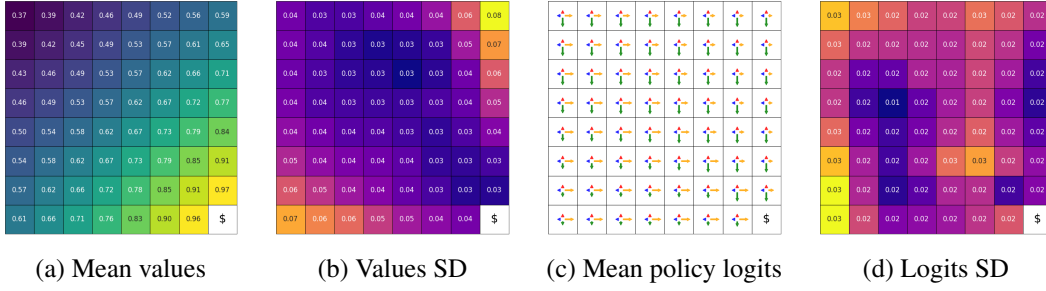 0.37 0.39 0.42 0.46 0.49 0.52 0.56 0.59
0.39 0.42 0.45 0.49 0.53 0.57 0.61 0.65
0.43 0.46 0.49 0.53 0.57 0.62 0.66 0.71
0.46 0.49 0.53 0.57 0.62 0.67 0.72 0.77
0.50 0.54 0.58 0.62 0.67 0.73 0.79 0.84
0.54 0.58 0.62 0.67 0.73 0.79 0.85 0.91
0.57 0.62 0.66 0.72 0.78 0.85 0.91 0.97
0.61 0.66 0.71 0.76 0.83 0.90 0.96 $
(a) Mean values
0.04 0.03 0.04 0.04 0.04 0.04 0.06 0.08
0.04 0.04 0.03 0.03 0.03 0.03 0.05 0.07
0.04 0.04 0.03 0.03 0.03 0.03 0.04 0.06
0.04 0.04 0.03 0.03 0.03 0.03 0.04 0.05
0.04 0.04 0.04 0.03 0.03 0.03 0.03 0.04
0.05 0.04 0.04 0.04 0.03 0.03 0.03 0.03
0.06 0.05 0.04 0.04 0.04 0.03 0.03 0.03
0.07 0.06 0.06 0.05 0.05 0.04 0.04 $
(b) Values SD
$
(c) Mean policy logits
0.03 0.03 0.02 0.02 0.02 0.02 0.02 0.02
0.03 0.02 0.02 0.02 0.02 0.02 0.02 0.02
0.02 0.02 0.02 0.02 0.02 0.02 0.02 0.02
0.02 0.02 0.01 0.02 0.02 0.02 0.02 0.02
0.03 0.02 0.02 0.02 0.02 0.02 0.02 0.02
0.03 0.02 0.02 0.02 0.03 0.03 0.02 0.02
0.03 0.02 0.02 0.02 0.02 0.02 0.02 0.02
0.03 0.02 0.02 0.02 0.02 0.02 0.02 $
(d) Logits SD